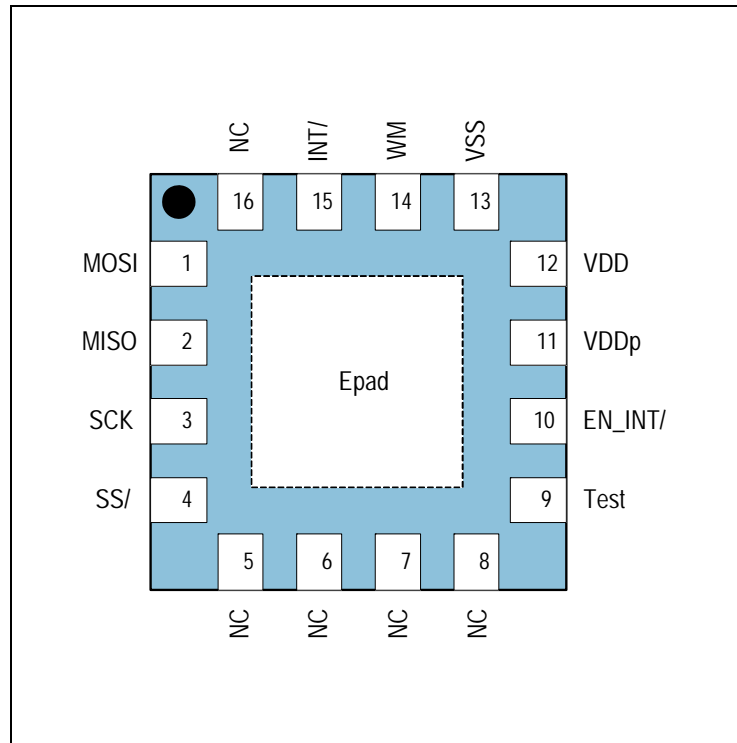 NC INT/ WM VSS
16 15 14 13
MOSI 1 12 VDD
MISO 2 11 VDDp
Epad
SCK 3 10 EN_INT/
SS/ 4 9 Test
5 6 7 8
NC NC NC NC